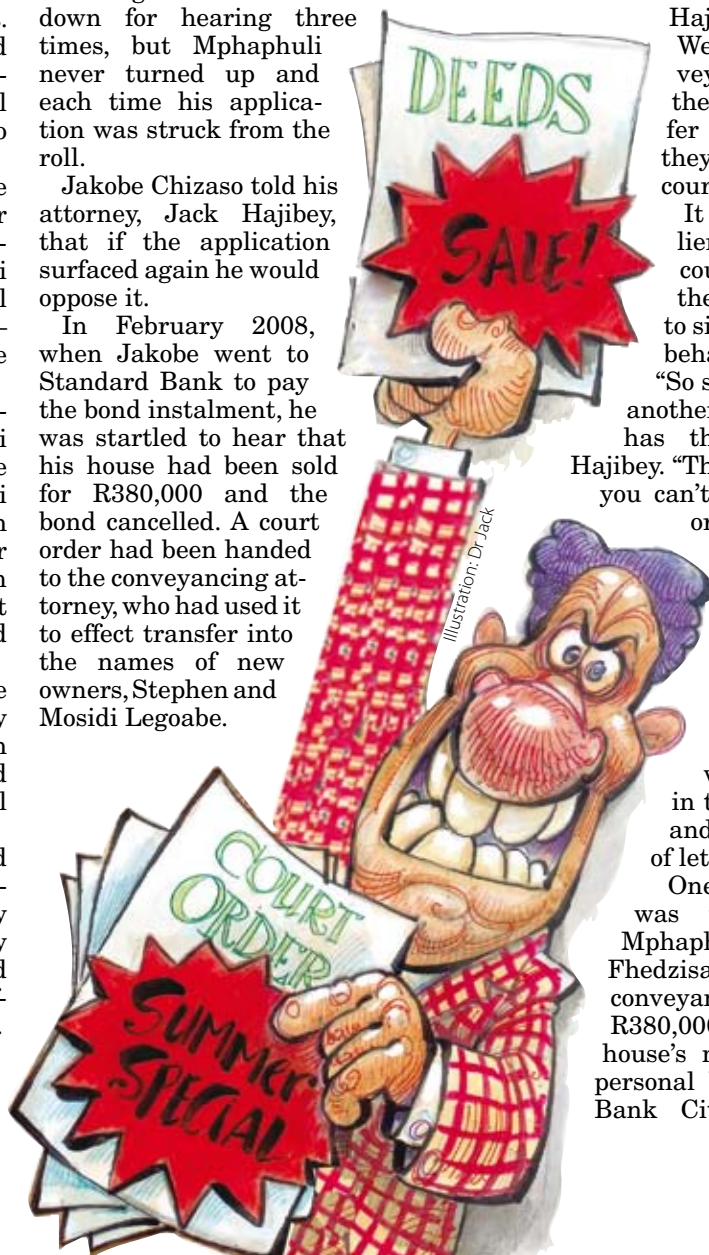 down for hearing three
times, but Mphaphuli
never turned up and
each time his applica-
tion was struck from the
roll.
Jakobe Chizaso told his
attorney, Jack Hajibey,
that if the application
surfaced again he would
oppose it.
In February 2008,
when Jakobe went to
Standard Bank to pay
the bond instalment, he
was startled to hear that
his house had been sold
for R380,000 and the
bond cancelled. A court
order had been handed
to the conveyancing at-
torney, who had used it
to effect transfer into
the names of new
owners, Stephen and
Mosidi Legoabe.
DEEDS
SALE!
Illustration: Dr Jack
COURT
ORDER
SUMMER
SPECIAL
Haj
We
vey
the
fer
they
cour
It
lier
cou
the
to si
beha
“So s
another
has th
Hajibey. “Th
you can't
or
in t
and
of let
One
was
Mphaph
Fhedzisa
conveyan
R380,000
house's r
personal
Bank Ci